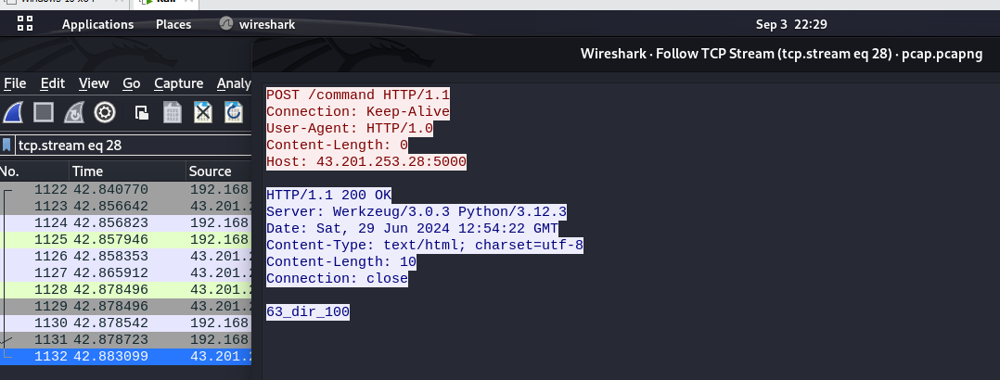 Applications Places wireshark Sep 3 22:29
Wireshark · Follow TCP Stream (tcp.stream eq 28) · pcap.pcapng
File Edit View Go Capture Analy
tcp.stream eq 28
No. Time Source
1122 42.840770 192.168
1123 42.856642 43.201.2
1124 42.856823 192.168
1125 42.857946 192.168
1126 42.858353 43.201.2
1127 42.865912 43.201.2
1128 42.878496 43.201.2
1129 42.878496 43.201.2
1130 42.878542 192.168
1131 42.878723 192.168
1132 42.883099 43.201.2
POST /command HTTP/1.1
Connection: Keep-Alive
User-Agent: HTTP/1.0
Content-Length: 0
Host: 43.201.253.28:5000
HTTP/1.1 200 OK
Server: Werkzeug/3.0.3 Python/3.12.3
Date: Sat, 29 Jun 2024 12:54:22 GMT
Content-Type: text/html; charset=utf-8
Content-Length: 10
Connection: close
63_dir_100